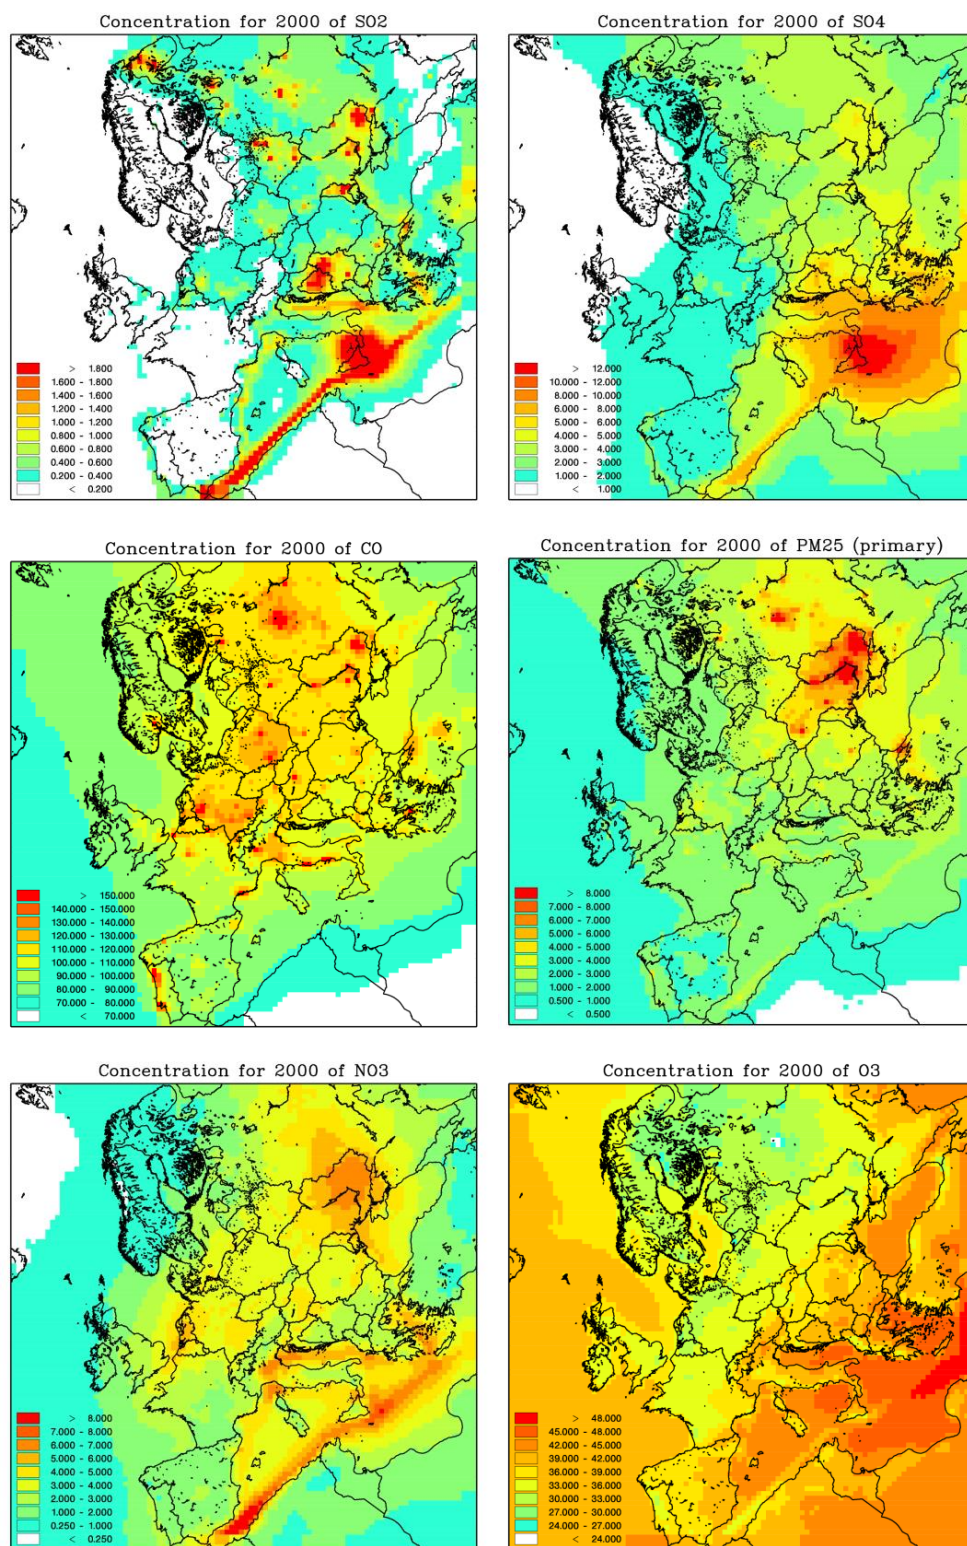 Concentration for 2000 of SO2
> 1.800
1.600 - 1.800
1.400 - 1.600
1.200 - 1.400
1.000 - 1.200
0.800 - 1.000
0.600 - 0.800
0.400 - 0.600
0.200 - 0.400
< 0.200
Concentration for 2000 of SO4
> 12.000
10.000 - 12.000
8.000 - 10.000
6.000 - 8.000
5.000 - 6.000
4.000 - 5.000
3.000 - 4.000
2.000 - 3.000
1.000 - 2.000
< 1.000
Concentration for 2000 of CO
> 150.000
140.000 - 150.000
130.000 - 140.000
120.000 - 130.000
110.000 - 120.000
100.000 - 110.000
90.000 - 100.000
80.000 - 90.000
70.000 - 80.000
< 70.000
Concentration for 2000 of PM25 (primary)
> 8.000
7.000 - 8.000
6.000 - 7.000
5.000 - 6.000
4.000 - 5.000
3.000 - 4.000
2.000 - 3.000
1.000 - 2.000
0.500 - 1.000
< 0.500
Concentration for 2000 of NO3
> 8.000
7.000 - 8.000
6.000 - 7.000
5.000 - 6.000
4.000 - 5.000
3.000 - 4.000
2.000 - 3.000
1.000 - 2.000
0.250 - 1.000
< 0.250
Concentration for 2000 of O3
> 48.000
45.000 - 48.000
42.000 - 45.000
39.000 - 42.000
36.000 - 39.000
33.000 - 36.000
30.000 - 33.000
27.000 - 30.000
24.000 - 27.000
< 24.000